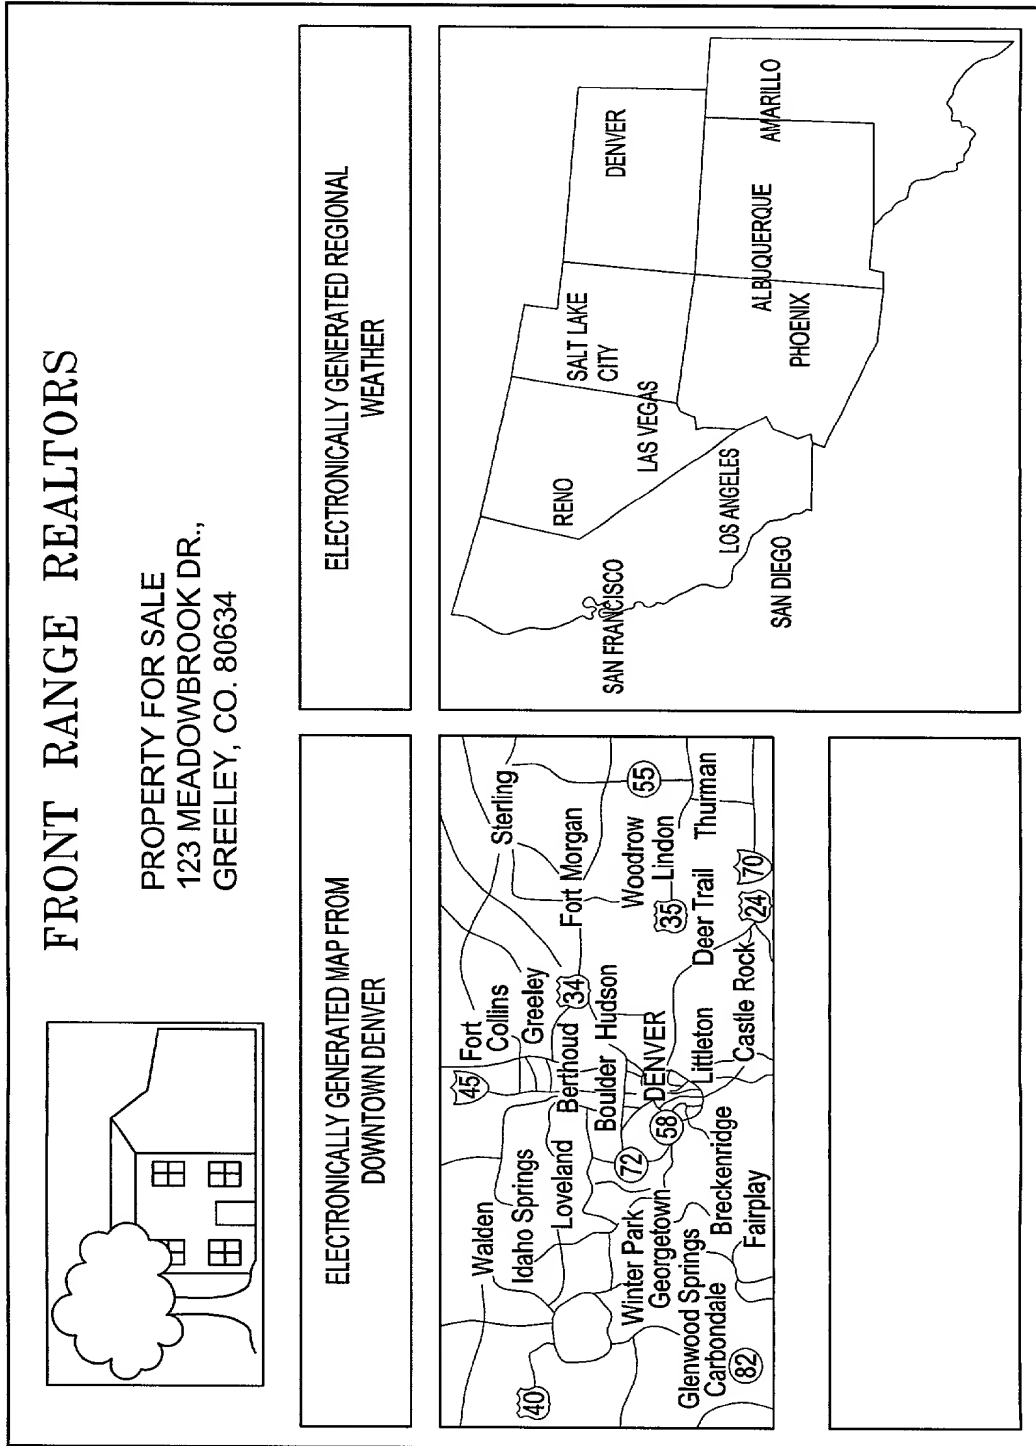 FRONT RANGE REALTORS
PROPERTY FOR SALE
123 MEADOWBROOK DR.,
GREELEY, CO. 80634
ELECTRONICALLY GENERATED MAP FROM
DOWNTOWN DENVER
ELECTRONICALLY GENERATED REGIONAL
WEATHER
45
Fort
Collins
Walden
Sterling
Greeley
Idaho Springs
40
Loveland
Berthoud
34
Fort Morgan
Boulder
Hudson
Winter Park
72
Woodrow
55
Georgetown
58
DENVER
35
Lindon
Glenwood Springs
Littleton
Deer Trail
Thurman
Carbondale
Breckenridge
82
Fairplay
Castle Rock
24
70
RENO
SALT LAKE
CITY
DENVER
SAN FRANCISCO
LAS VEGAS
LOS ANGELES
ALBUQUERQUE
AMARILLO
SAN DIEGO
PHOENIX